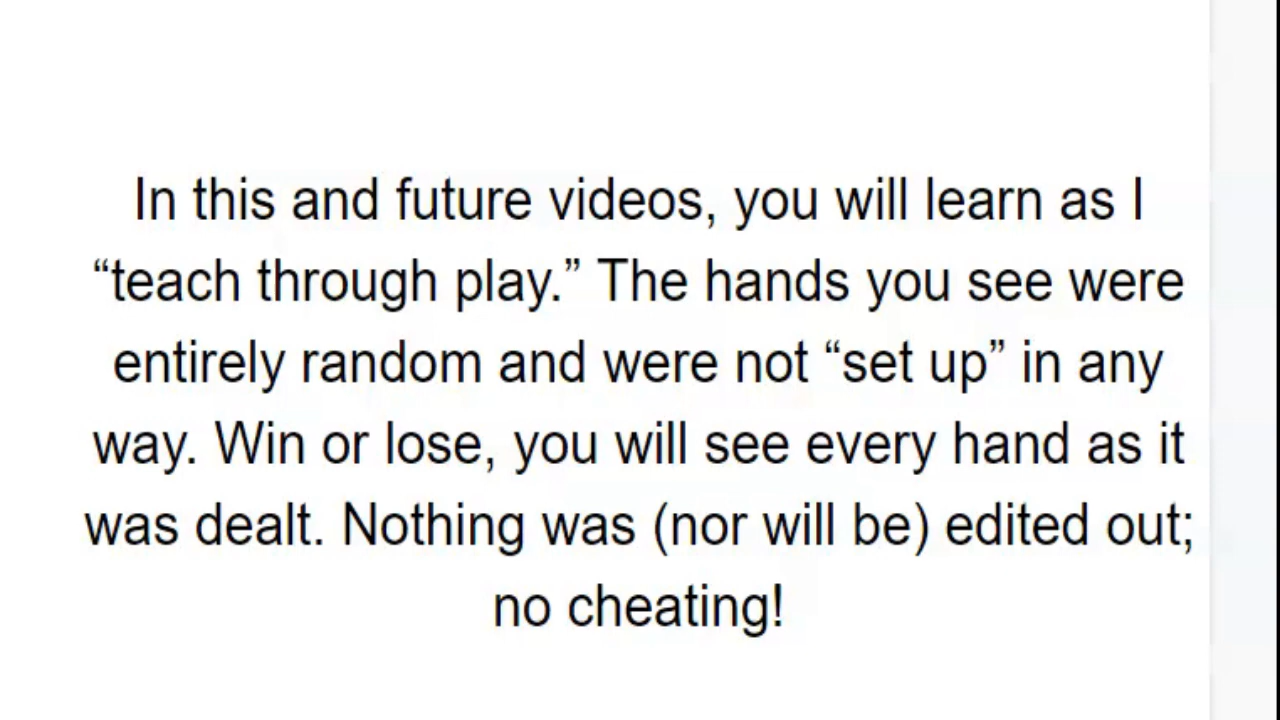 In this and future videos, you will learn as I
“teach through play.” The hands you see were
entirely random and were not “set up” in any
way. Win or lose, you will see every hand as it
was dealt. Nothing was (nor will be) edited out;
no cheating!